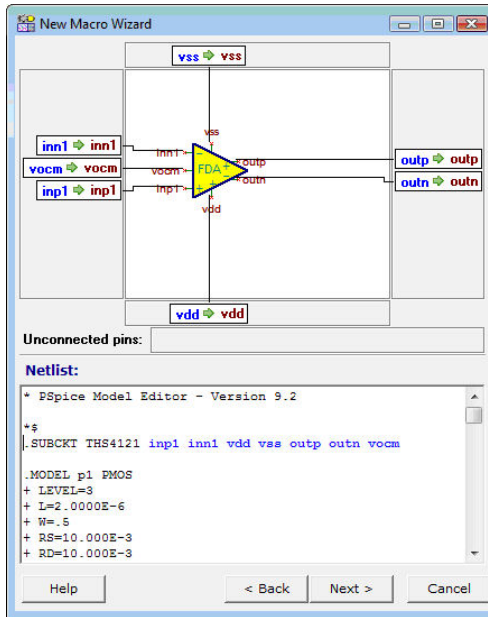 New Macro Wizard
vss vss
vss
inn1 inn1
inn1
vocm vocm
vocm
FDA
outp
outp outp
inp1 inp1
inp1
outn
outn outn
vdd
vdd vdd
Unconnected pins:
Netlist:
* PSpice Model Editor - Version 9.2
*$
.SUBCKT THS4121 inp1 inn1 vdd vss outp outn vocm
.MODEL p1 PMOS
+ LEVEL=3
+ L=2.0000E-6
+ W=.5
+ RS=10.000E-3
+ RD=10.000E-3
Help
< Back
Next >
Cancel